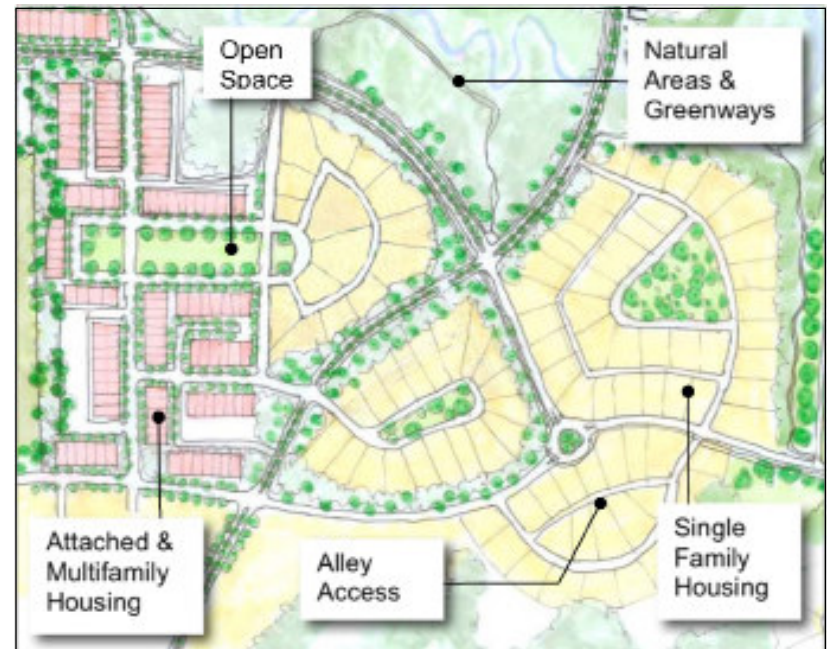 Open
Space
Natural
Areas &
Greenways
Attached &
Multifamily
Housing
Alley
Access
Single
Family
Housing